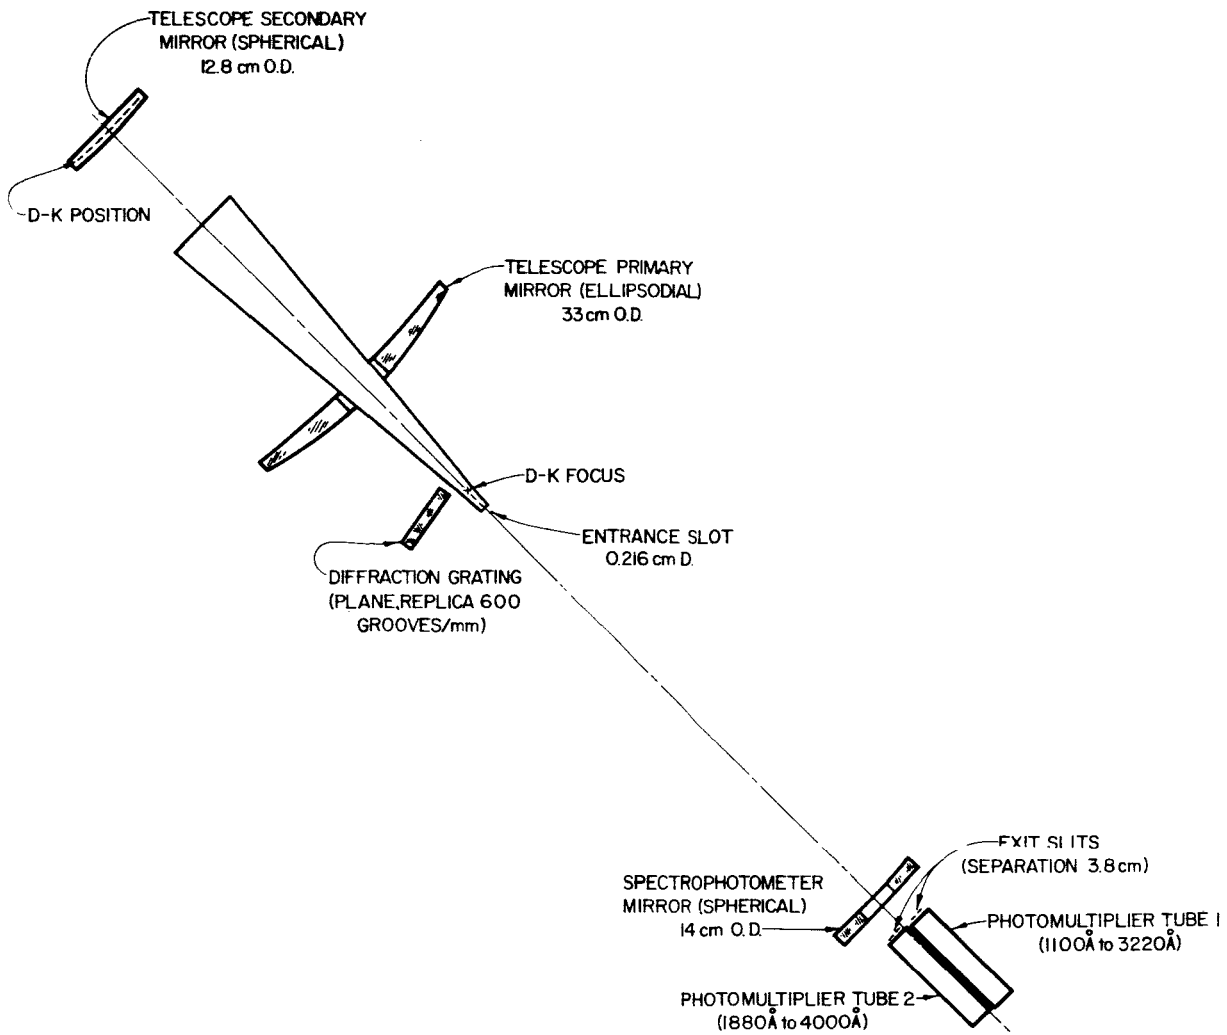 TELESCOPE SECONDARY
MIRROR (SPHERICAL)
12.8 cm O.D.
D-K POSITION
TELESCOPE PRIMARY
MIRROR (ELLIPSODIAL)
33 cm O.D.
D-K FOCUS
ENTRANCE SLOT
0.216 cm D.
DIFFRACTION GRATING
(PLANE, REPLICA 600
GROOVES/mm)
EXIT SLITS
(SEPARATION 3.8 cm)
SPECTROPHOTOMETER
MIRROR (SPHERICAL)
14 cm O.D.
PHOTOMULTIPLIER TUBE 1
(1100Å to 3220Å)
PHOTOMULTIPLIER TUBE 2
(1880Å to 4000Å)